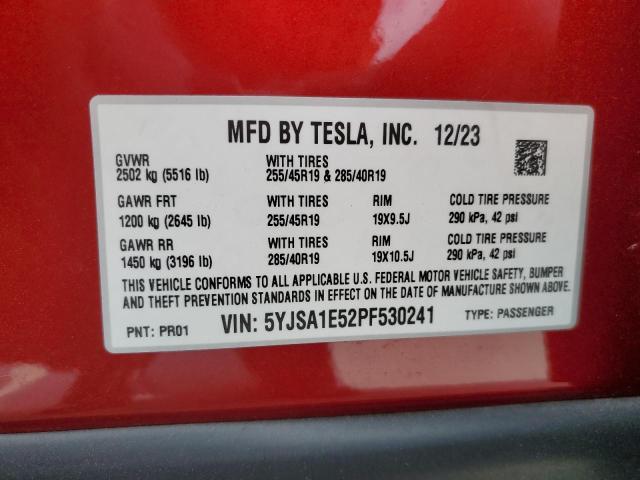 MFD BY TESLA, INC. 12/23
GVWR WITH TIRES
2502 kg (5516 lb) 255/45R19 & 285/40R19
GAWR FRT WITH TIRES RIM COLD TIRE PRESSURE
1200 kg (2645 lb) 255/45R19 19X9.5J 290 kPa, 42 psi
GAWR RR WITH TIRES RIM COLD TIRE PRESSURE
1450 kg (3196 lb) 285/40R19 19X10.5J 290 kPa, 42 psi
THIS VEHICLE CONFORMS TO ALL APPLICABLE U.S. FEDERAL MOTOR VEHICLE SAFETY, BUMPER
AND THEFT PREVENTION STANDARDS IN EFFECT ON THE DATE OF MANUFACTURE SHOWN ABOVE.
PNT: PR01 VIN: 5YJSA1E52PF530241 TYPE: PASSENGER